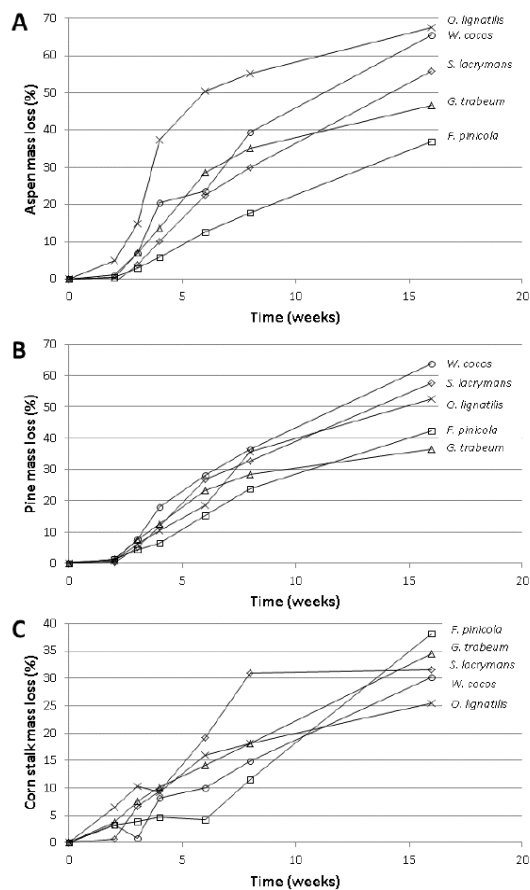 A
Aspen mass loss (%)
70
60
50
40
30
20
10
0
O. lignatilis
W. cocos
S. lacrymans
G. trabeum
F. pinicola
0 5 10 15 20
Time (weeks)
B
Pine mass loss (%)
70
60
50
40
30
20
10
0
W. cocos
S. lacrymans
O. lignatilis
F. pinicola
G. trabeum
0 5 10 15 20
Time (weeks)
C
Corn stalk mass loss (%)
40
35
30
25
20
15
10
5
0
F. pinicola
G. trabeum
S. lacrymans
W. cocos
O. lignatilis
0 5 10 15 20
Time (weeks)